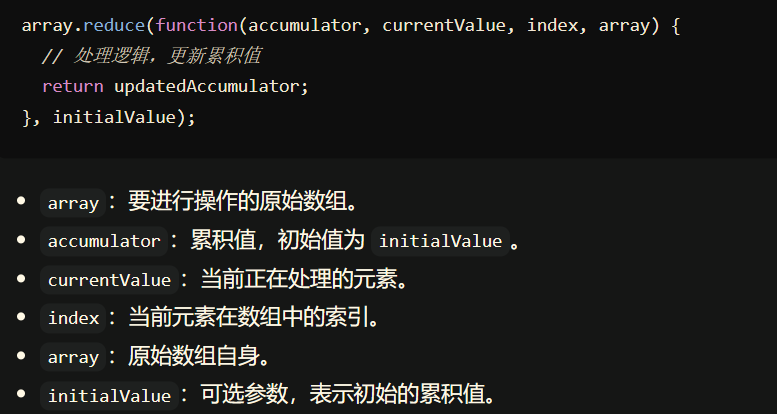 array.reduce(function(accumulator, currentValue, index, array) {
// 处理逻辑，更新累积值
return updatedAccumulator;
}, initialValue);
• array：要进行操作的原始数组。
• accumulator：累积值，初始值为 initialValue。
• currentValue：当前正在处理的元素。
• index：当前元素在数组中的索引。
• array：原始数组自身。
• initialValue：可选参数，表示初始的累积值。